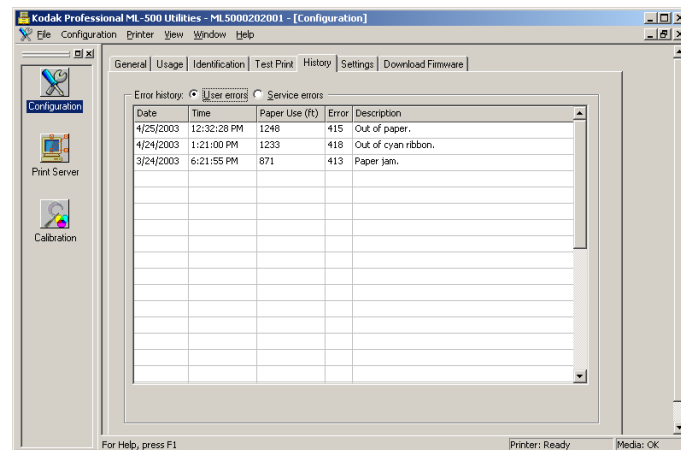 Kodak Professional ML-500 Utilities - ML5000202001 - [Configuration]
File Configuration Printer View Window Help
General Usage Identification Test Print History Settings Download Firmware
Configuration
Print Server
Calibration
Error history: User errors Service errors
Date Time Paper Use (ft) Error Description
4/25/2003 12:32:28 PM 1248 415 Out of paper.
4/24/2003 1:21:00 PM 1233 418 Out of cyan ribbon.
3/24/2003 6:21:55 PM 871 413 Paper jam.
For Help, press F1 Printer: Ready Media: OK